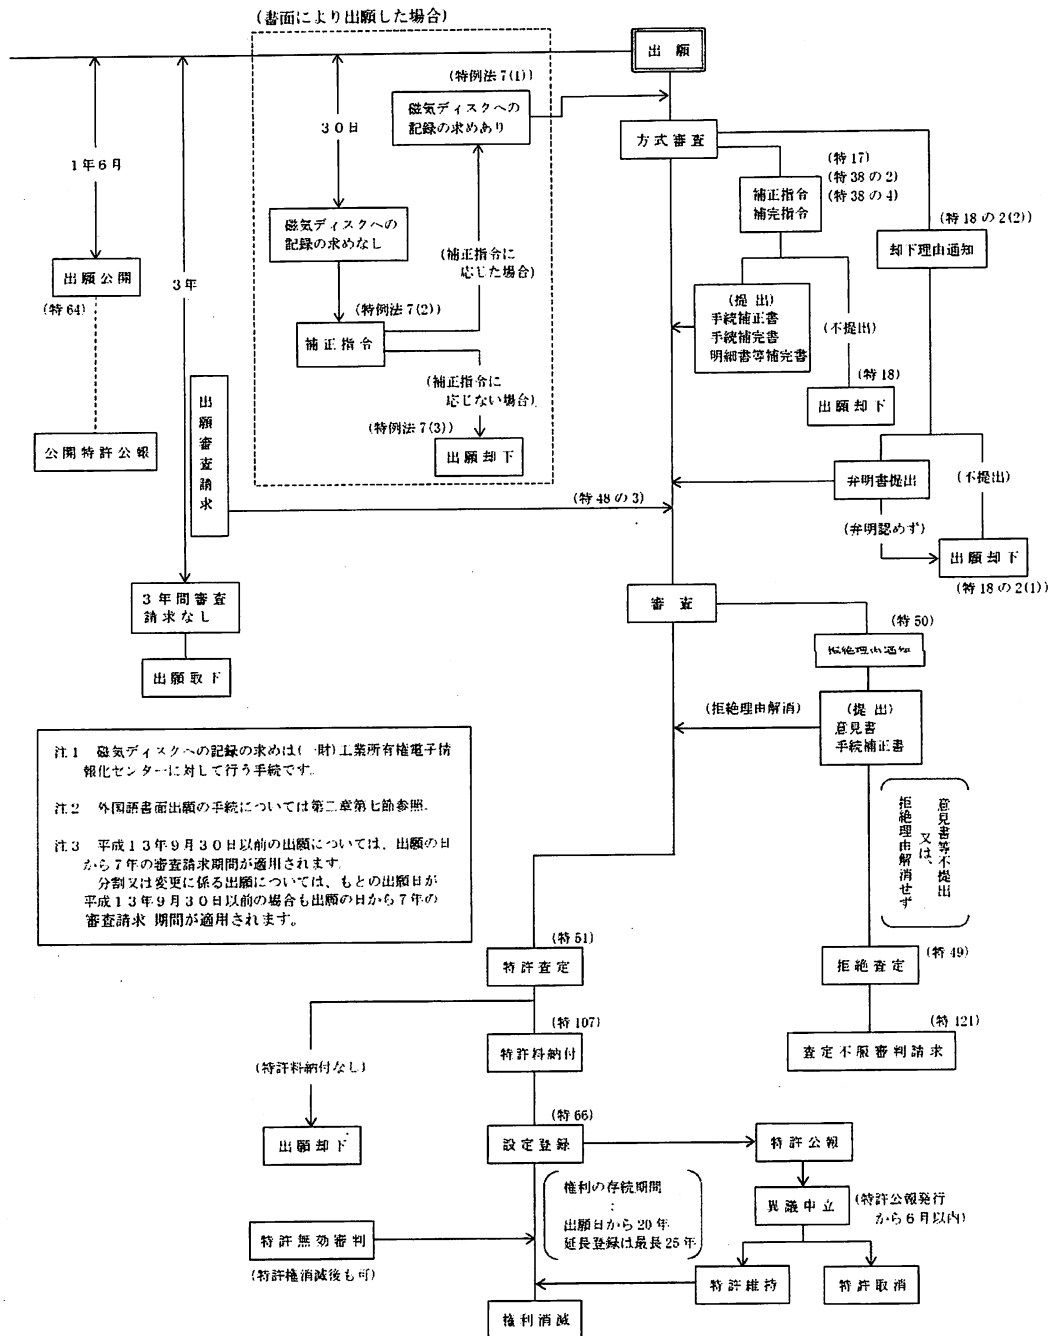 (書面により出願した場合)
出願
(特例法7(1))
磁気ディスクへの
記録の求めあり
30日
方式審査
1年6月
(特17)
(特38の2)
(特38の4)
補正指令
補完指令
磁気ディスクへの
記録の求めなし
(特18の2(2))
却下理由通知
(補正指令に
応じた場合)
出願公開
(特64)
3年
(特例法7(2))
補正指令
(提出)
手続補正書
手続補完書
明細書等補完書
(不提出)
(補正指令に
応じない場合)
(特18)
出願却下
出願審査請求
(特例法7(3))
出願却下
公開特許公報
弁明書提出
(不提出)
(特48の3)
(弁明認めず)
出願却下
(特18の2(1))
3年間審査
請求なし
審査
(特50)
拒絶理由通知
出願取下
(拒絶理由解消)
(提出)
意見書
手続補正書
注1 磁気ディスクへの記録の求めは(一財)工業所有権電子情
報化センターに対して行う手続です。
注2 外国語書面出願の手続については第二章第七節参照.
注3 平成13年9月30日以前の出願については、出願の日
から7年の審査請求期間が適用されます.
分割又は変更に係る出願については、もとの出願日が
平成13年9月30日以前の場合も出願の日から7年の
審査請求 期間が適用されます。
意見書等不提出
又は、
拒絶理由解消せず
(特51)
特許査定
(特49)
拒絶査定
(特107)
特許料納付
(特許料納付なし)
(特121)
査定不服審判請求
(特66)
設定登録
出願却下
特許公報
権利の存続期間
:
出願日から20年
延長登録は最長25年
異議申立
(特許公報発行
から6月以内)
特許無効審判
(特許権消滅後も可)
特許維持
特許取消
権利消滅